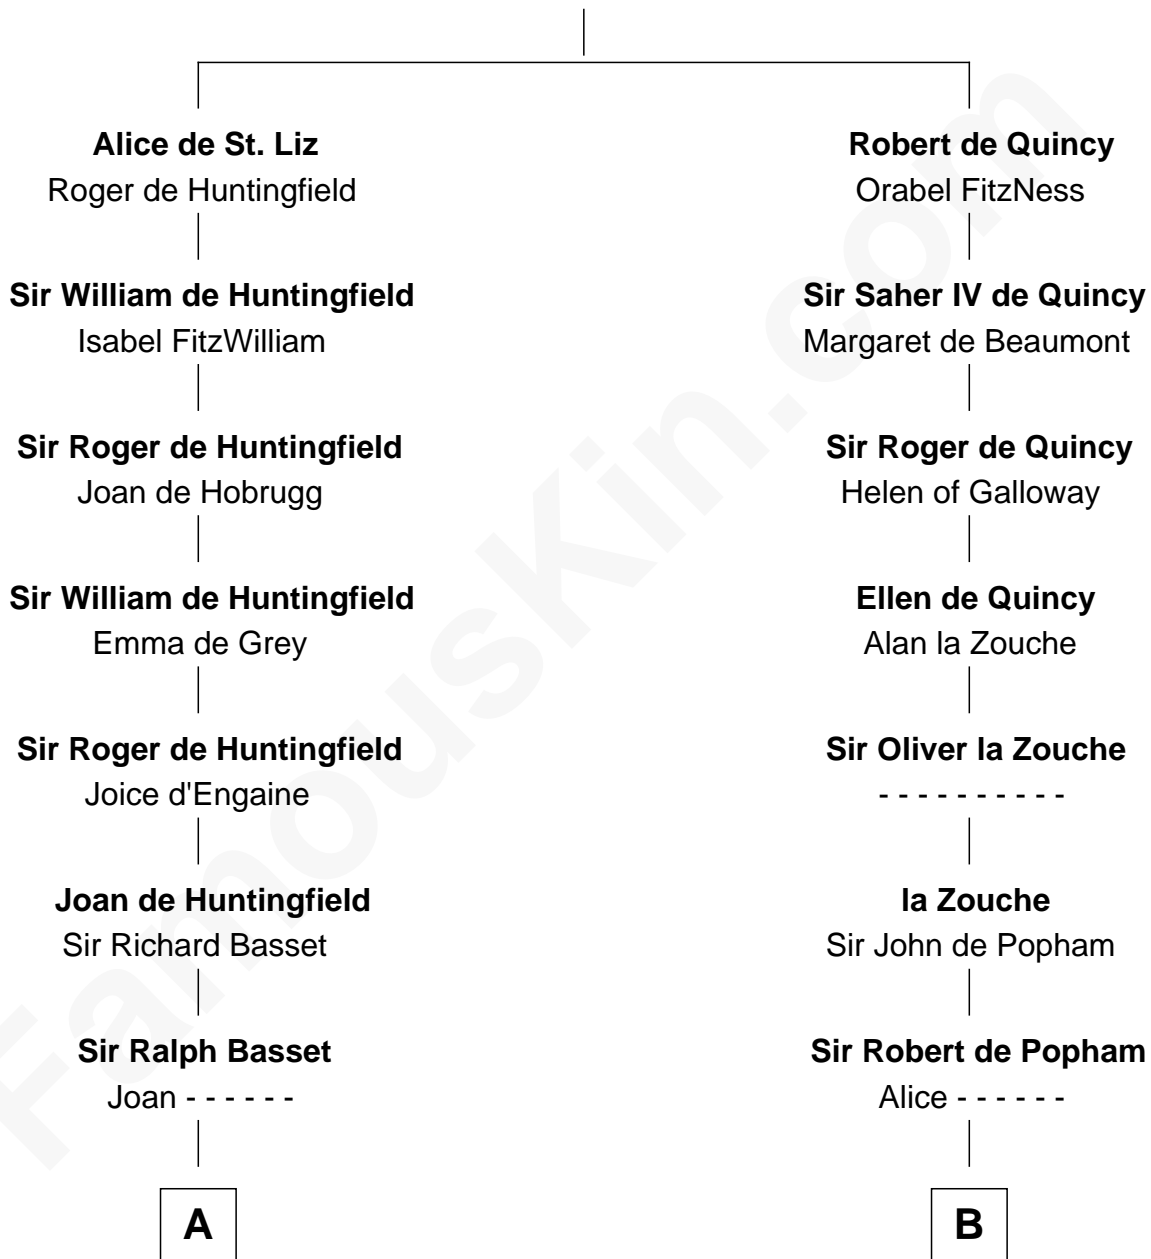 Alice de St. Liz
Roger de Huntingfield
Sir William de Huntingfield
Isabel FitzWilliam
Sir Roger de Huntingfield
Joan de Hobrugg
Sir William de Huntingfield
Emma de Grey
Sir Roger de Huntingfield
Joice d'Engaine
Joan de Huntingfield
Sir Richard Basset
Sir Ralph Basset
Joan - - - - - -
A
Robert de Quincy
Orabel FitzNess
Sir Saher IV de Quincy
Margaret de Beaumont
Sir Roger de Quincy
Helen of Galloway
Ellen de Quincy
Alan la Zouche
Sir Oliver la Zouche
- - - - - - - - - -
la Zouche
Sir John de Popham
Sir Robert de Popham
Alice - - - - - -
B
FamousKin.com